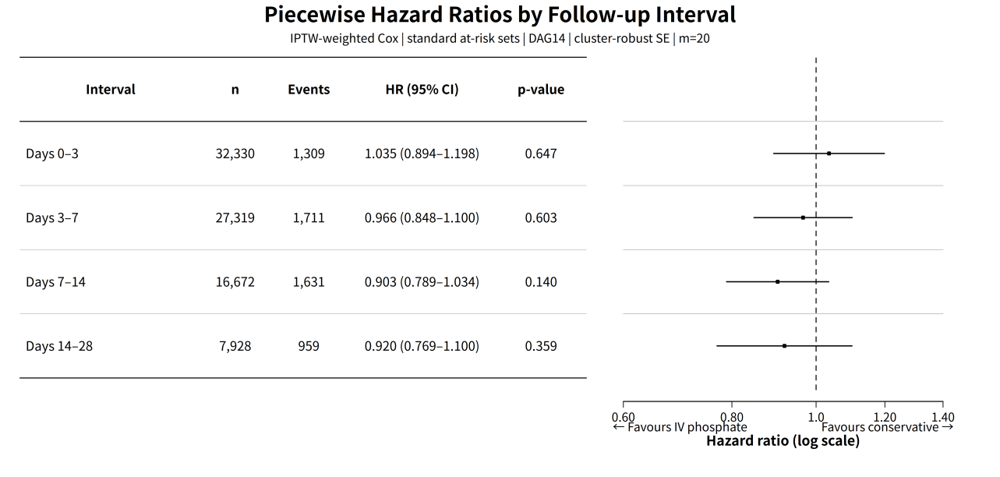 Piecewise Hazard Ratios by Follow-up Interval
IPTW-weighted Cox | standard at-risk sets | DAG14 | cluster-robust SE | m=20
Interval n Events HR (95% CI) p-value
Days 0–3 32,330 1,309 1.035 (0.894–1.198) 0.647
Days 3–7 27,319 1,711 0.966 (0.848–1.100) 0.603
Days 7–14 16,672 1,631 0.903 (0.789–1.034) 0.140
Days 14–28 7,928 959 0.920 (0.769–1.100) 0.359
0.60 0.80 1.0 1.20 1.40
← Favours IV phosphate Favours conservative →
Hazard ratio (log scale)